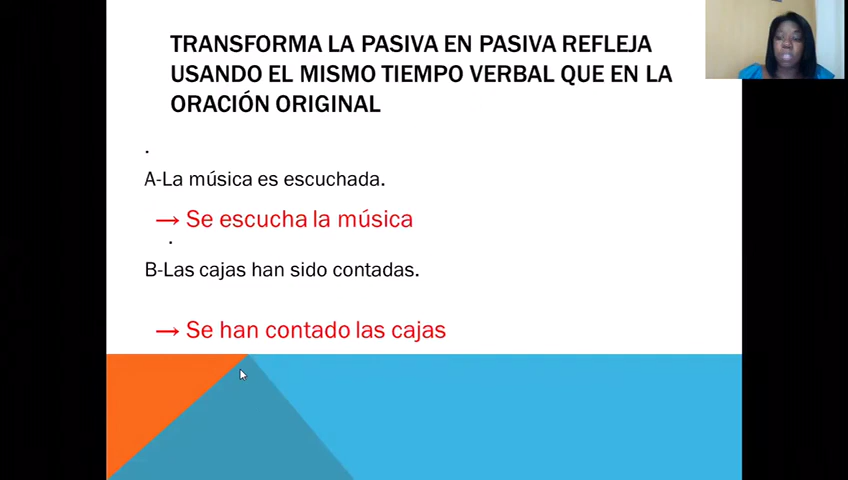 TRANSFORMA LA PASIVA EN PASIVA REFLEJA
USANDO EL MISMO TIEMPO VERBAL QUE EN LA
ORACIÓN ORIGINAL
.
A-La música es escuchada.
→ Se escucha la música
.
B-Las cajas han sido contadas.
→ Se han contado las cajas